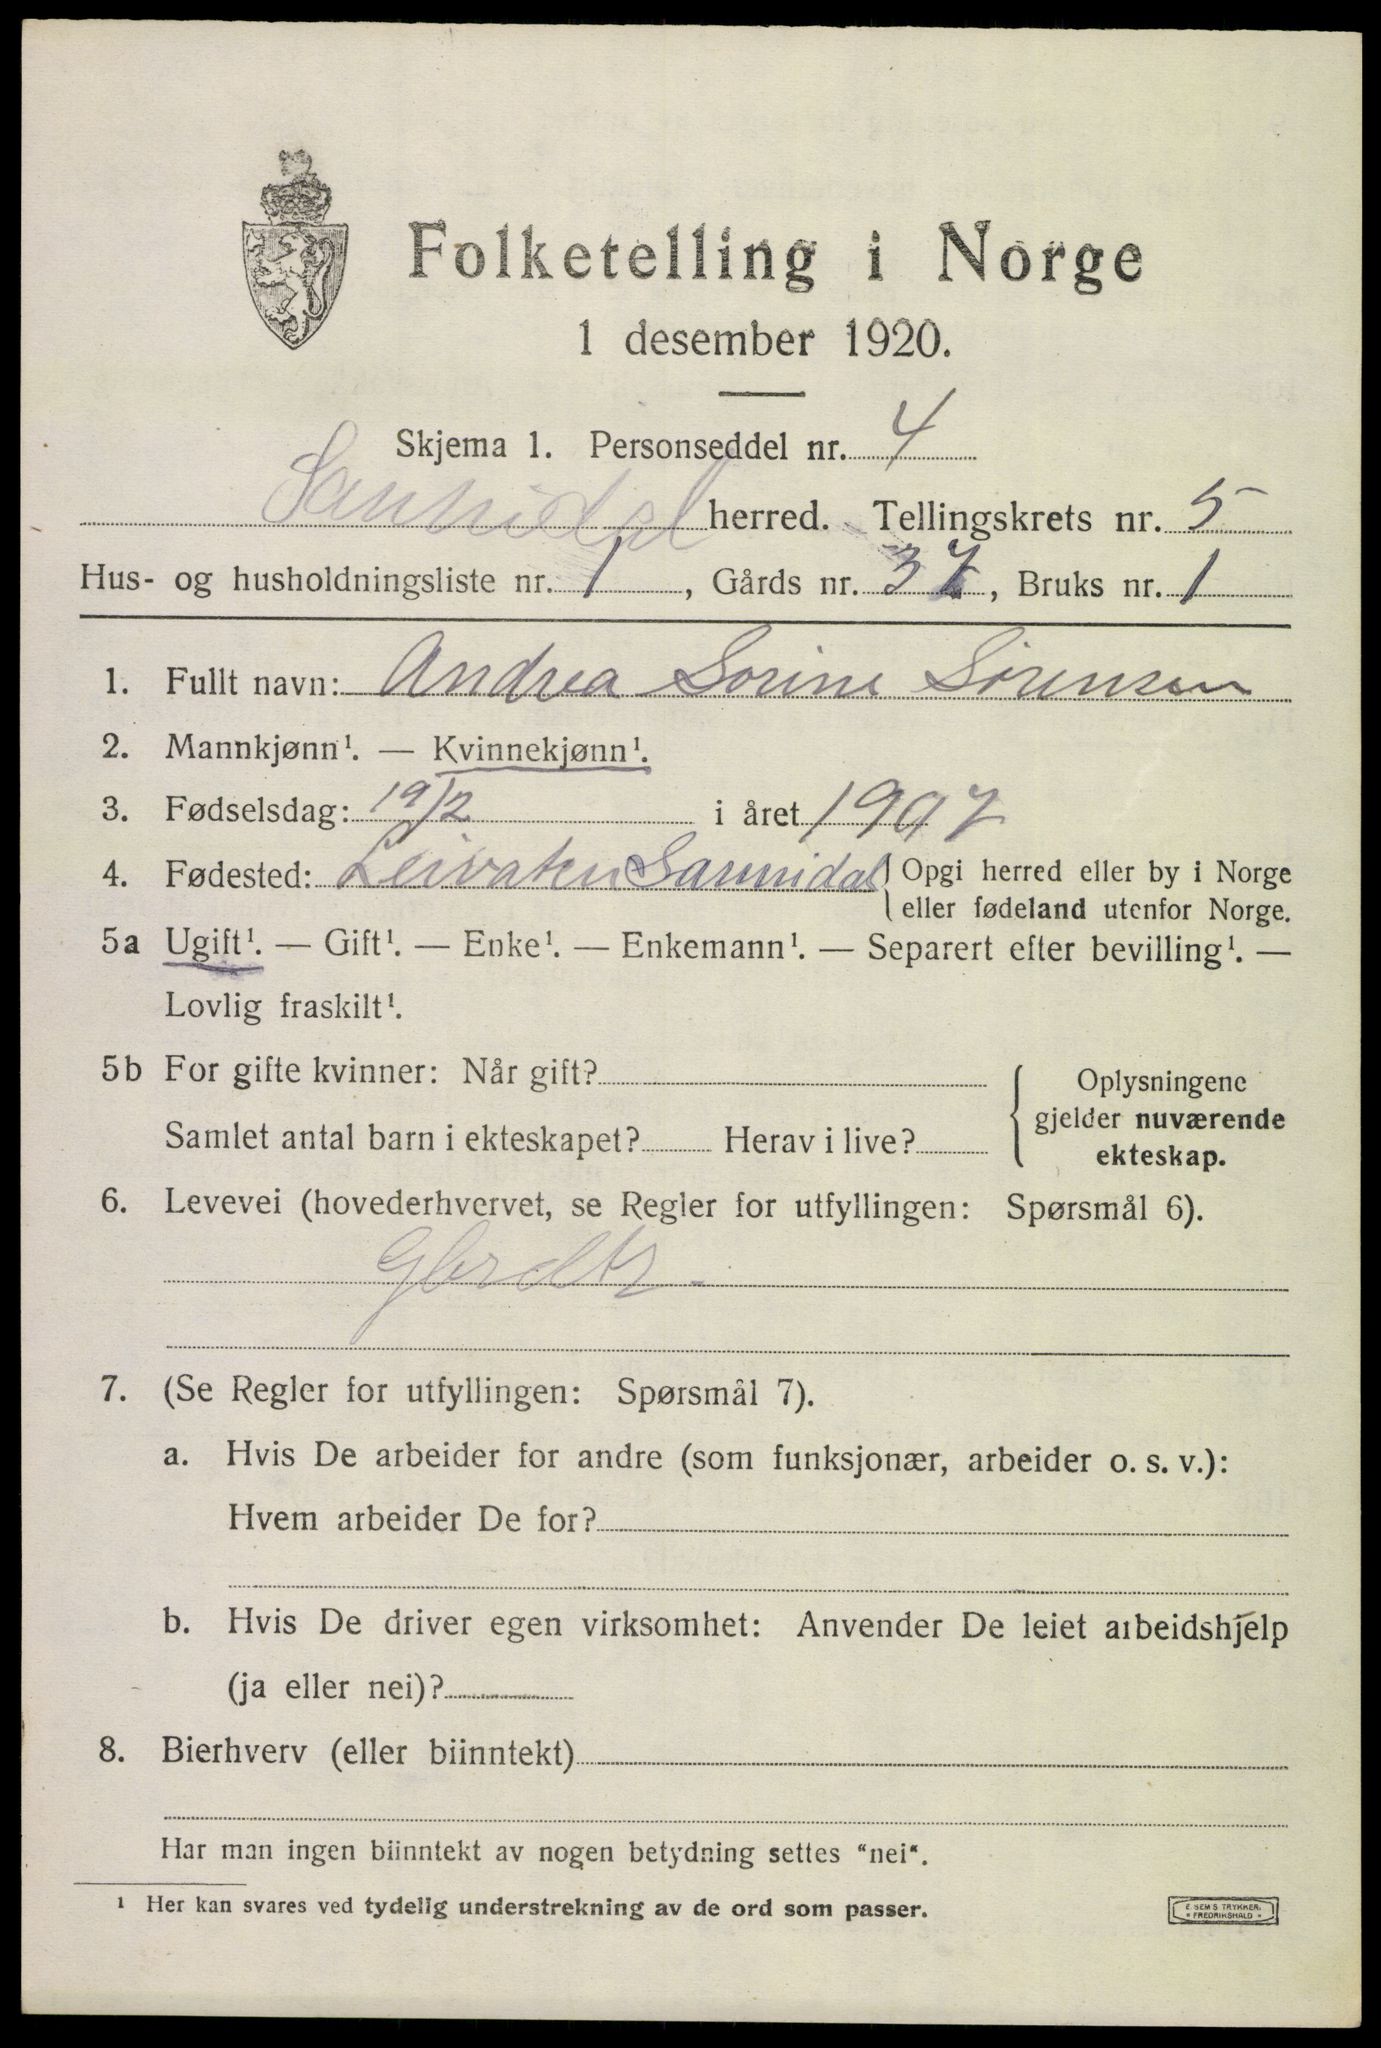 Folketelling i Norge
1 desember 1920.
Skjema 1. Personseddel nr. 4
Sannidal herred. Tellingskrets nr. 5
Hus- og husholdningsliste nr. 1, Gårds nr. 37, Bruks nr. 1
1. Fullt navn: Andrea Sorine Sörensen
2. Mannkjønn¹. — Kvinnekjønn¹.
3. Fødselsdag: 19/2 i året 1907
4. Fødested: Sannidal Opgi herred eller by i Norge
eller fødeland utenfor Norge.
5a Ugift¹. — Gift¹. — Enke¹. — Enkemann¹. — Separert efter bevilling¹. —
Lovlig fraskilt¹.
5b For gifte kvinner: Når gift?
Samlet antal barn i ekteskapet? Herav i live?
Oplysningene
gjelder nuværende
ekteskap.
6. Levevei (hovederhvervet, se Regler for utfyllingen: Spørsmål 6).
7. (Se Regler for utfyllingen: Spørsmål 7).
a. Hvis De arbeider for andre (som funksjonær, arbeider o. s. v.):
Hvem arbeider De for?
b. Hvis De driver egen virksomhet: Anvender De leiet arbeidshjelp
(ja eller nei)?
8. Bierhverv (eller biinntekt)
Har man ingen biinntekt av nogen betydning settes "nei".
¹ Her kan svares ved tydelig understrekning av de ord som passer.
E. SEM'S TRYKKERI
FREDRIKSHALD